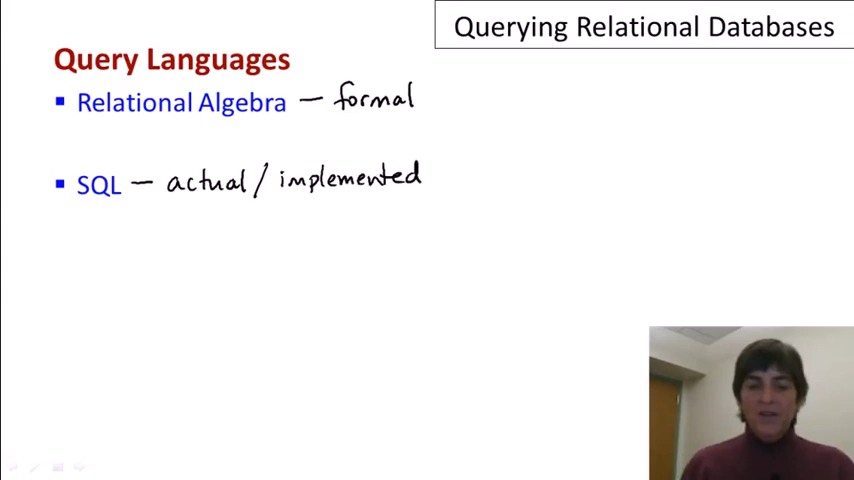 Querying Relational Databases
Query Languages
▪ Relational Algebra — formal
▪ SQL — actual / implemented